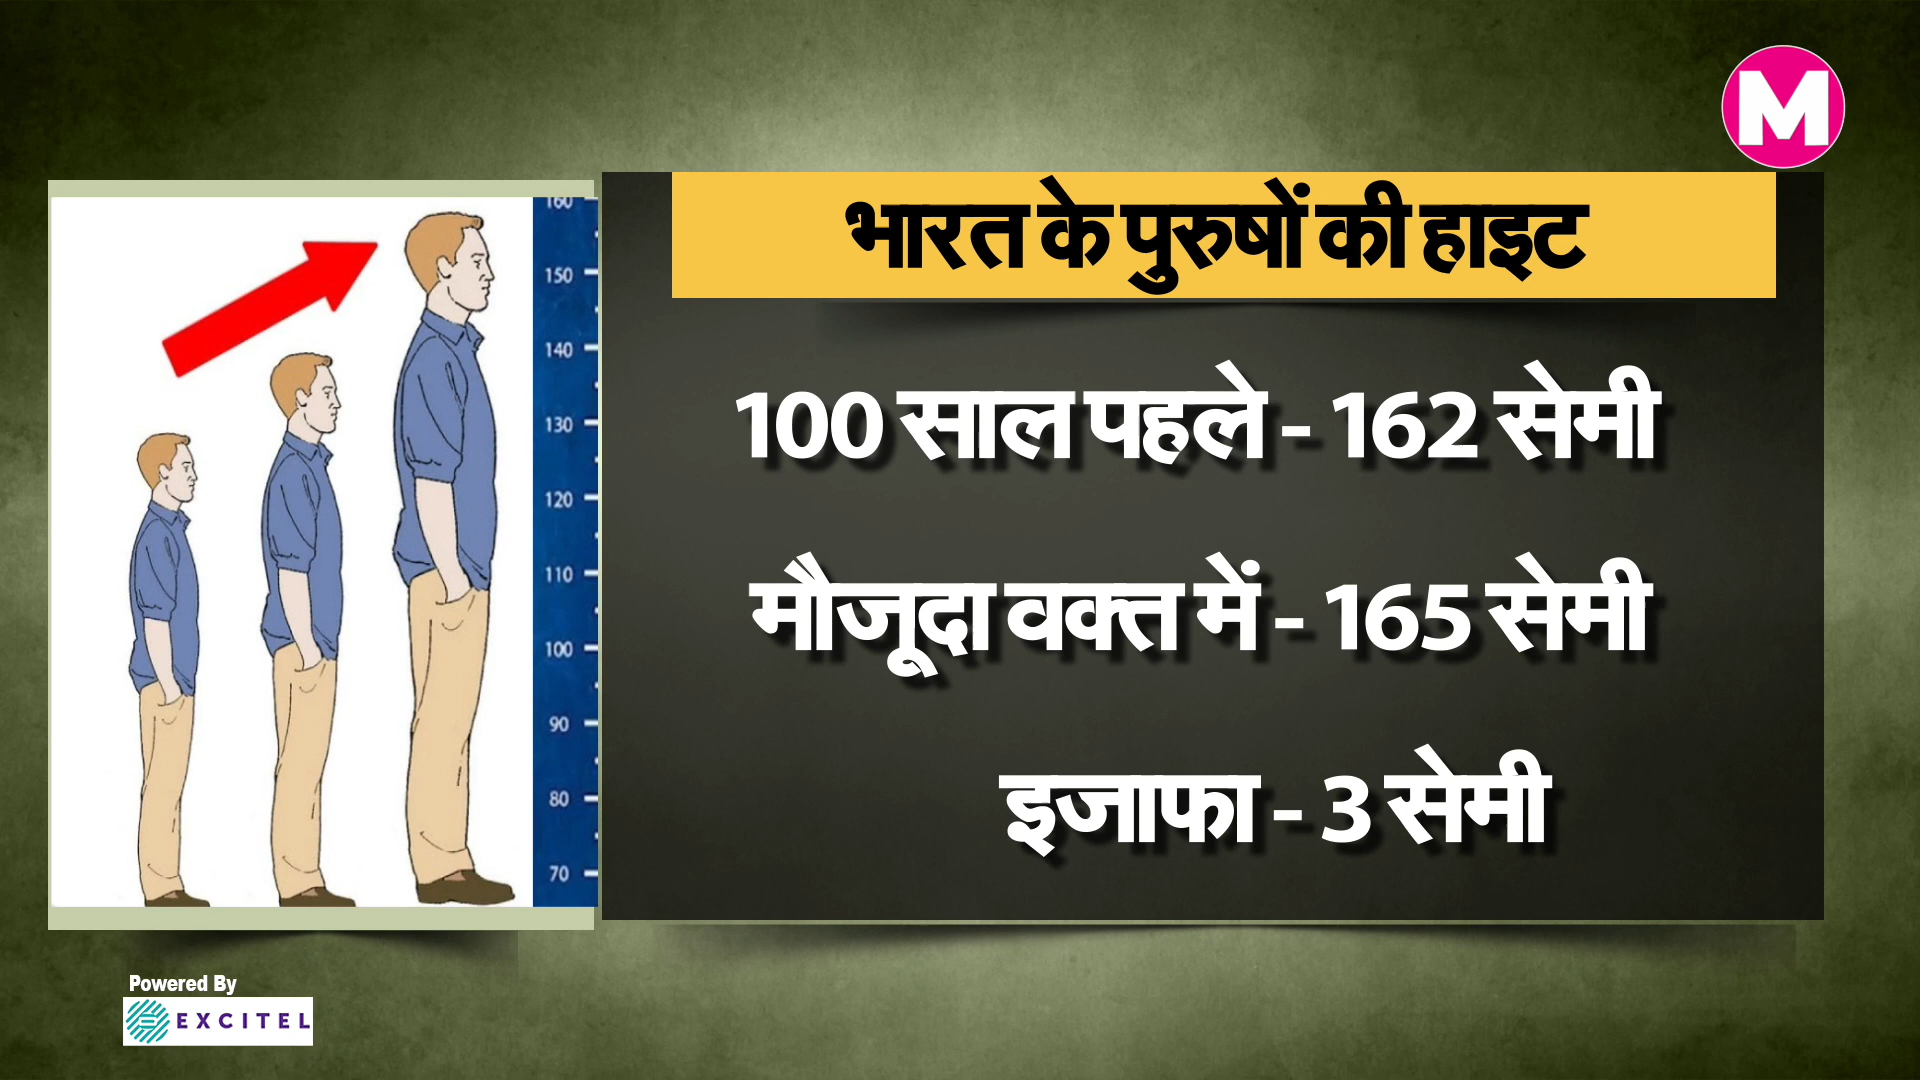 M
भारत के पुरुषों की हाइट
100 साल पहले - 162 सेमी
मौजूदा वक्त में - 165 सेमी
इजाफा - 3 सेमी
160
150
140
130
120
110
100
90
80
70
Powered By
EXCITEL